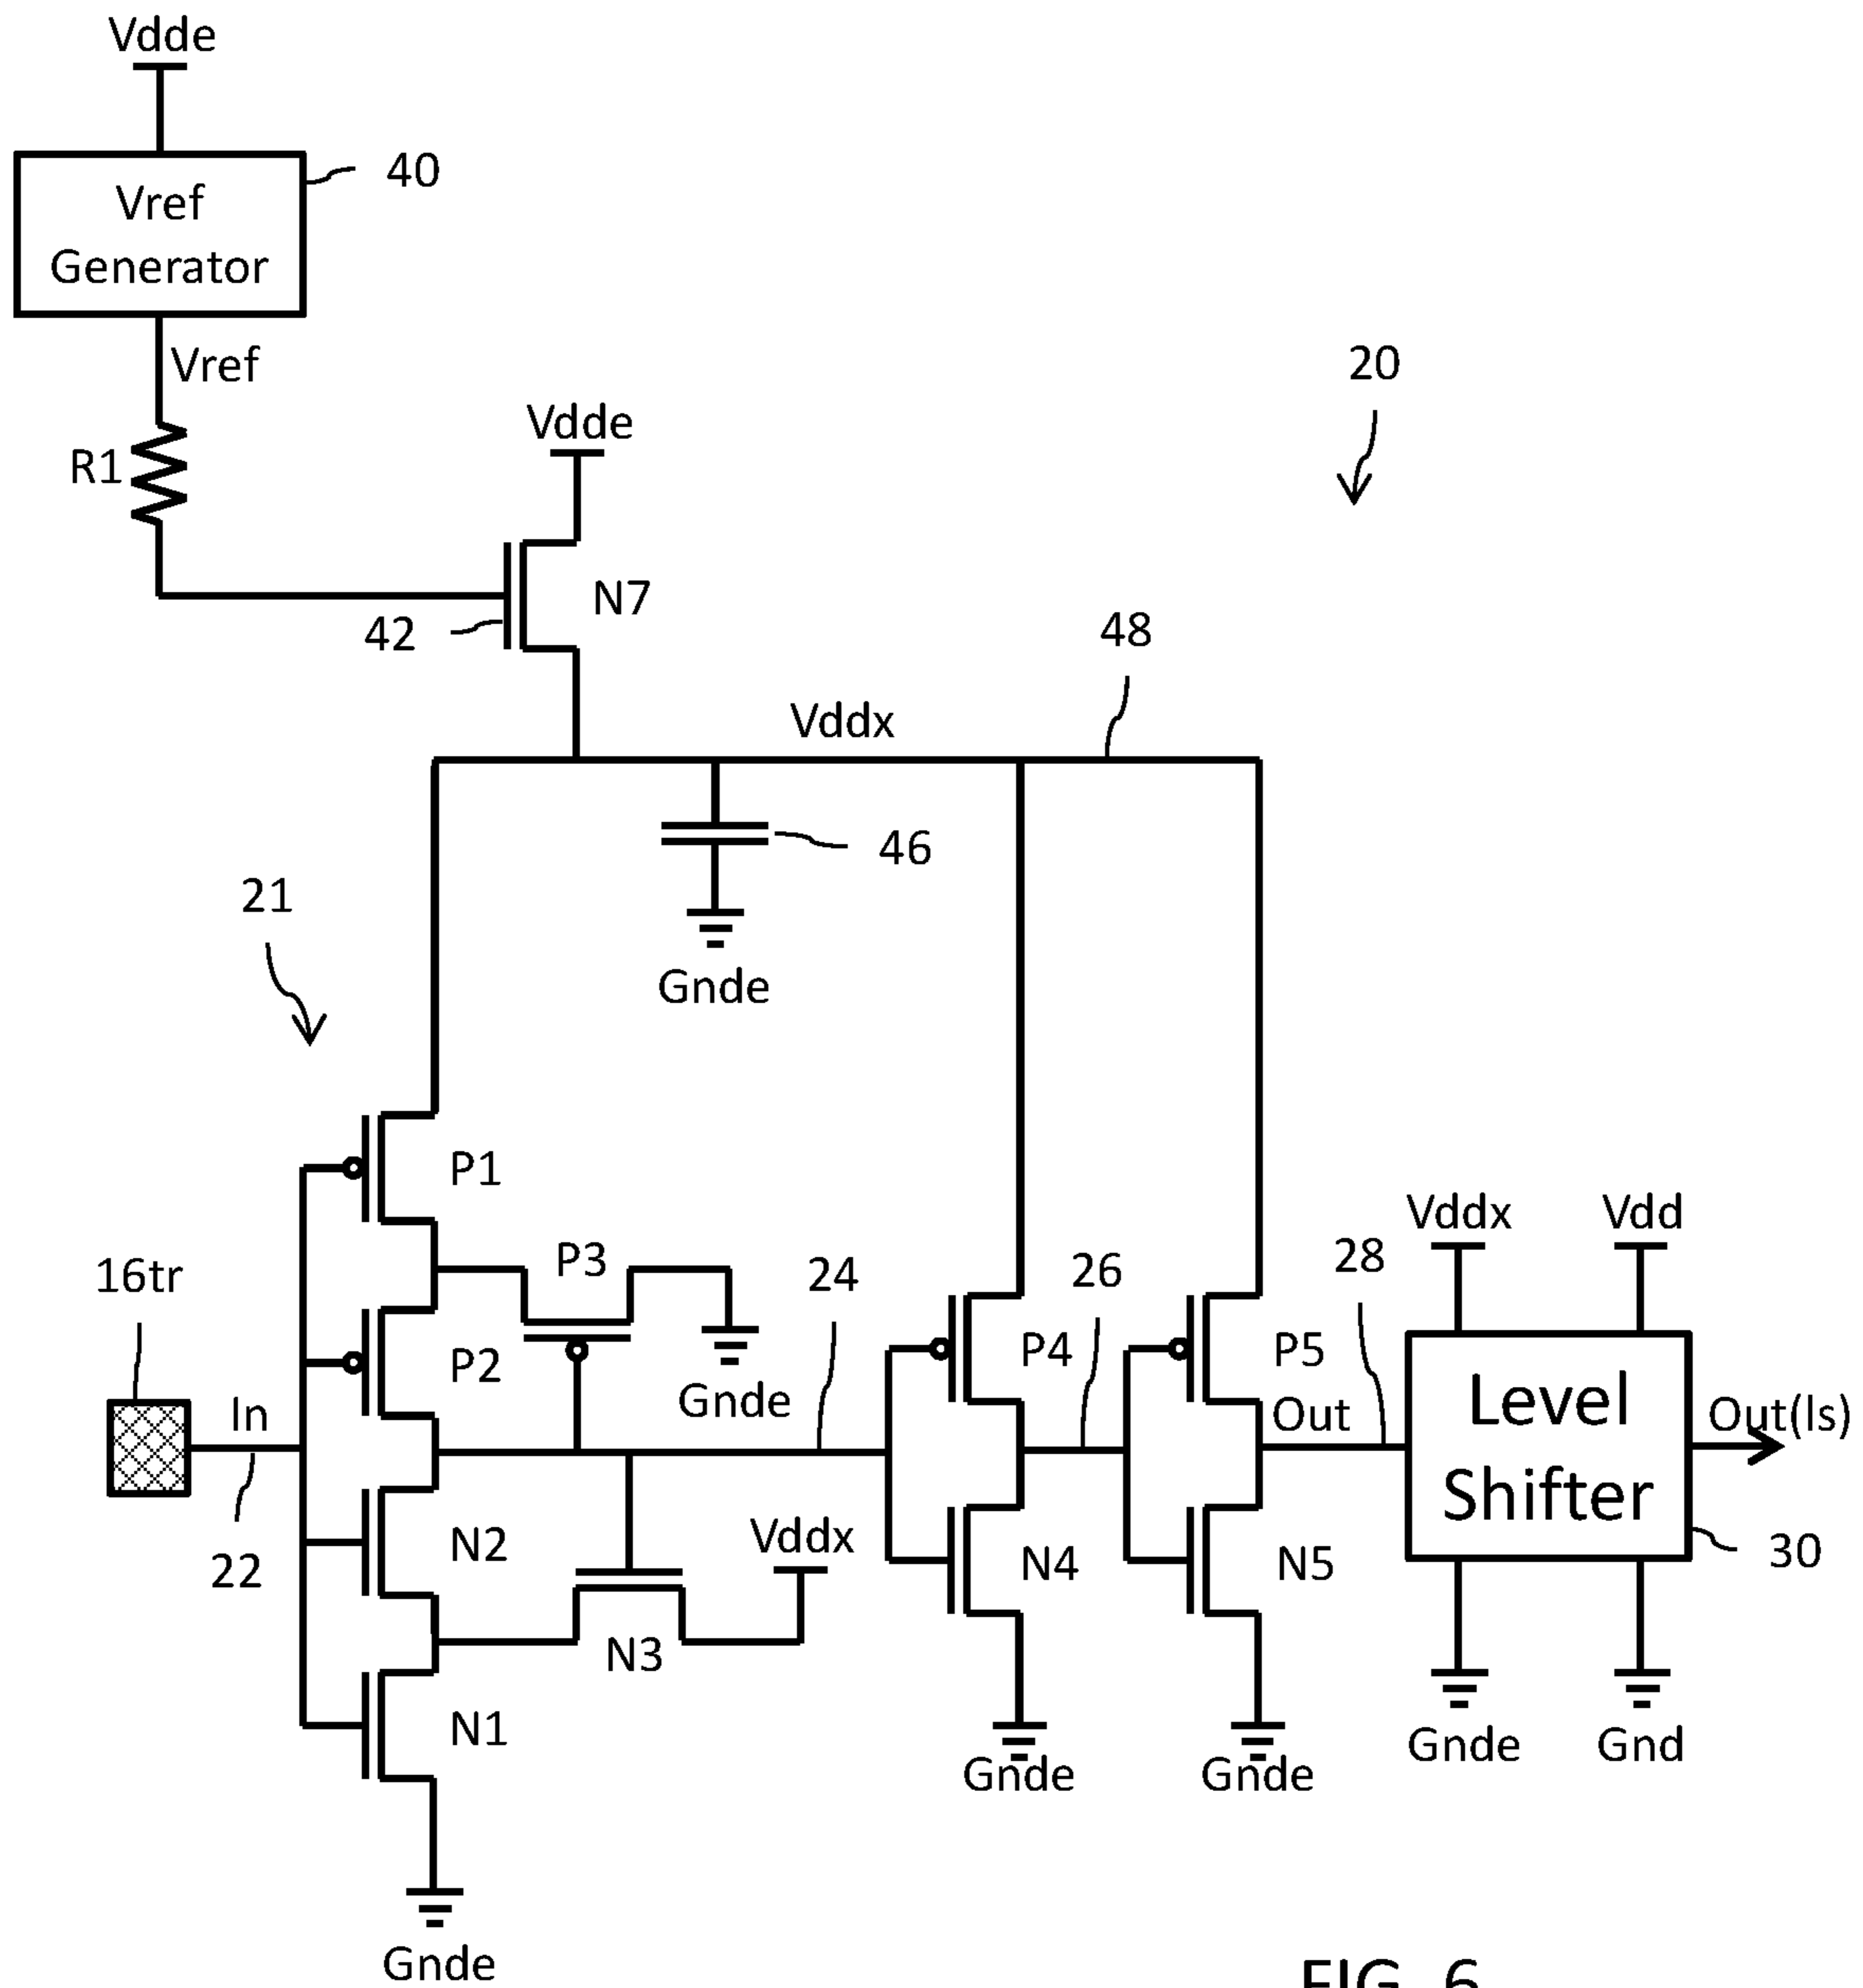 Vdde
40
Vref
Generator
Vref
20
R1
Vdde
N7
42
48
Vddx
46
21
Gnde
P1
16tr
P3
24
26
28
Vddx
Vdd
P2
Gnde
P4
P5
In
Out
Level
Shifter
Out(ls)
22
N2
Vddx
N3
N4
N5
30
N1
Gnde
Gnde
Gnde
Gnd
Gnde
FIG. 6